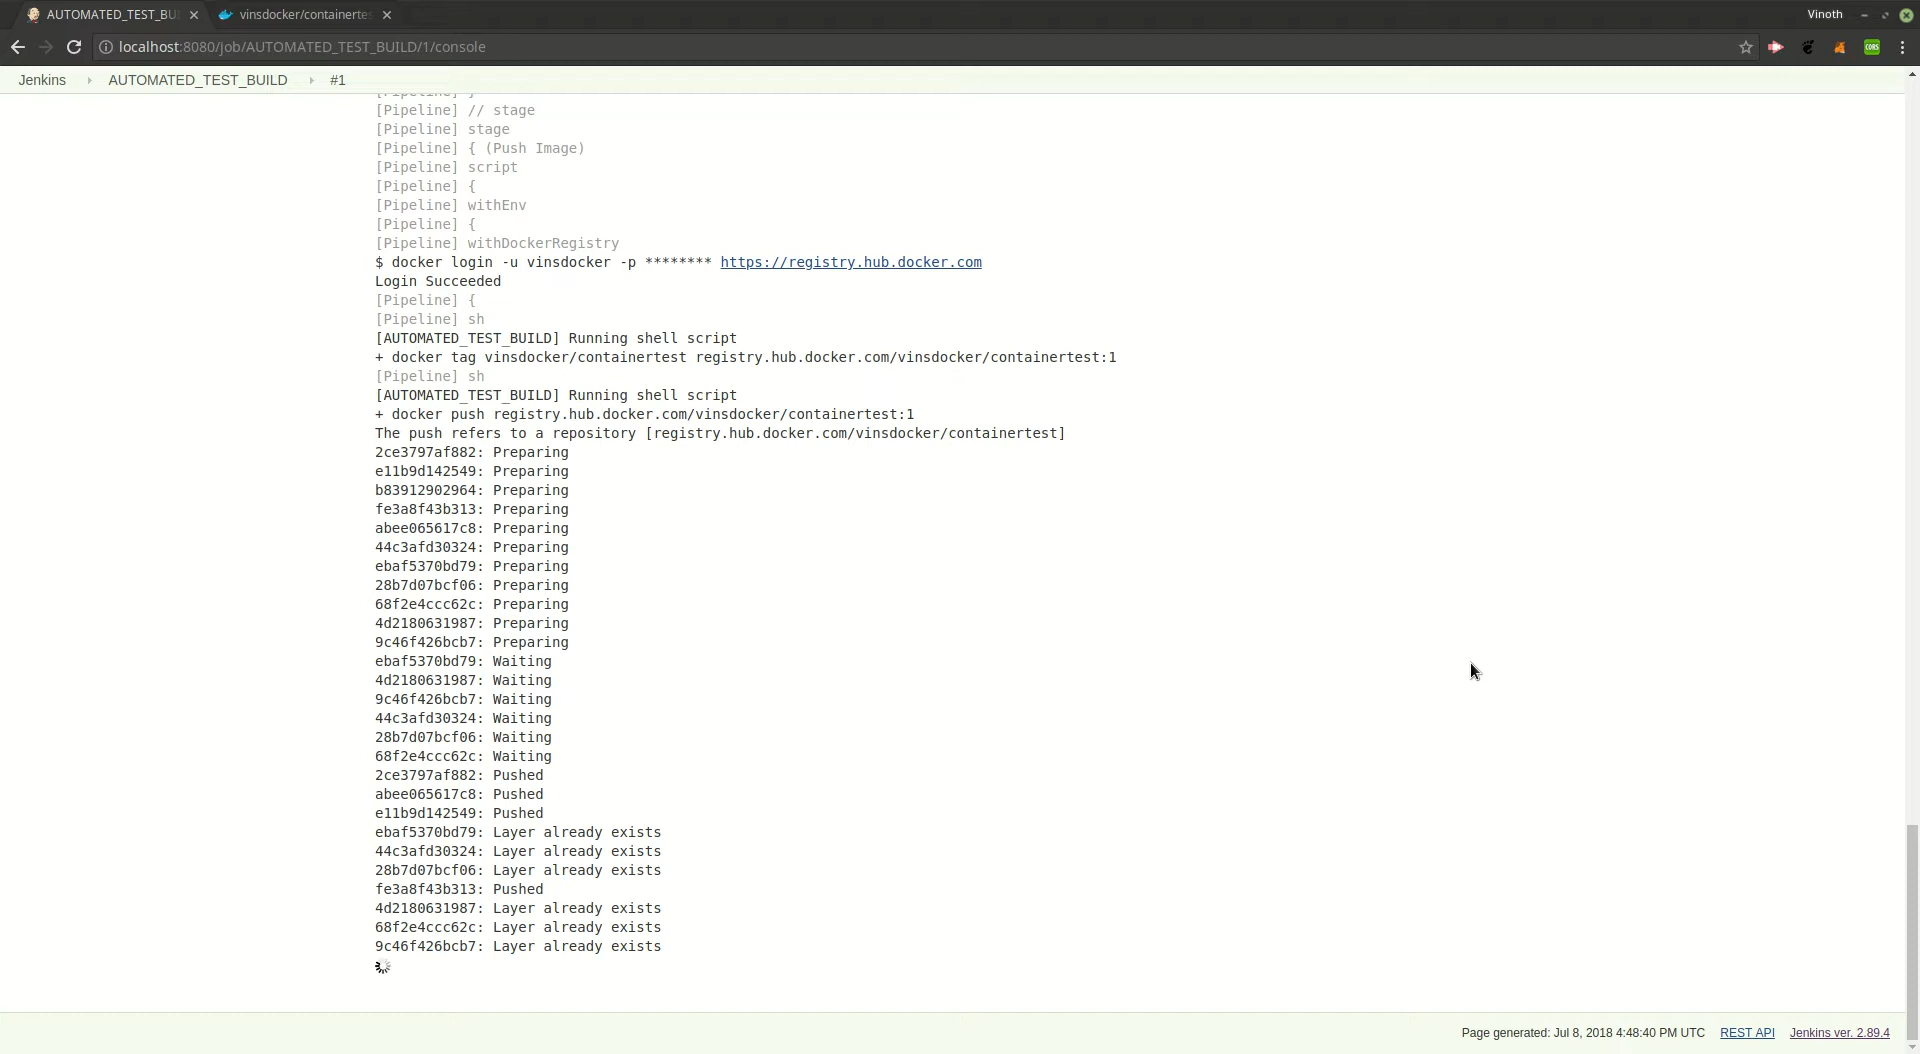 AUTOMATED_TEST_BU
vinsdocker/containertes
Vinoth
localhost:8080/job/AUTOMATED_TEST_BUILD/1/console
Jenkins AUTOMATED_TEST_BUILD #1
[Pipeline] }
[Pipeline] // stage
[Pipeline] stage
[Pipeline] { (Push Image)
[Pipeline] script
[Pipeline] {
[Pipeline] withEnv
[Pipeline] {
[Pipeline] withDockerRegistry
$ docker login -u vinsdocker -p ******** https://registry.hub.docker.com
Login Succeeded
[Pipeline] {
[Pipeline] sh
[AUTOMATED_TEST_BUILD] Running shell script
+ docker tag vinsdocker/containertest registry.hub.docker.com/vinsdocker/containertest:1
[Pipeline] sh
[AUTOMATED_TEST_BUILD] Running shell script
+ docker push registry.hub.docker.com/vinsdocker/containertest:1
The push refers to a repository [registry.hub.docker.com/vinsdocker/containertest]
2ce3797af882: Preparing
e11b9d142549: Preparing
b83912902964: Preparing
fe3a8f43b313: Preparing
abee065617c8: Preparing
44c3afd30324: Preparing
ebaf5370bd79: Preparing
28b7d07bcf06: Preparing
68f2e4ccc62c: Preparing
4d2180631987: Preparing
9c46f426bcb7: Preparing
ebaf5370bd79: Waiting
4d2180631987: Waiting
9c46f426bcb7: Waiting
44c3afd30324: Waiting
28b7d07bcf06: Waiting
68f2e4ccc62c: Waiting
2ce3797af882: Pushed
abee065617c8: Pushed
e11b9d142549: Pushed
ebaf5370bd79: Layer already exists
44c3afd30324: Layer already exists
28b7d07bcf06: Layer already exists
fe3a8f43b313: Pushed
4d2180631987: Layer already exists
68f2e4ccc62c: Layer already exists
9c46f426bcb7: Layer already exists
Page generated: Jul 8, 2018 4:48:40 PM UTC REST API Jenkins ver. 2.89.4